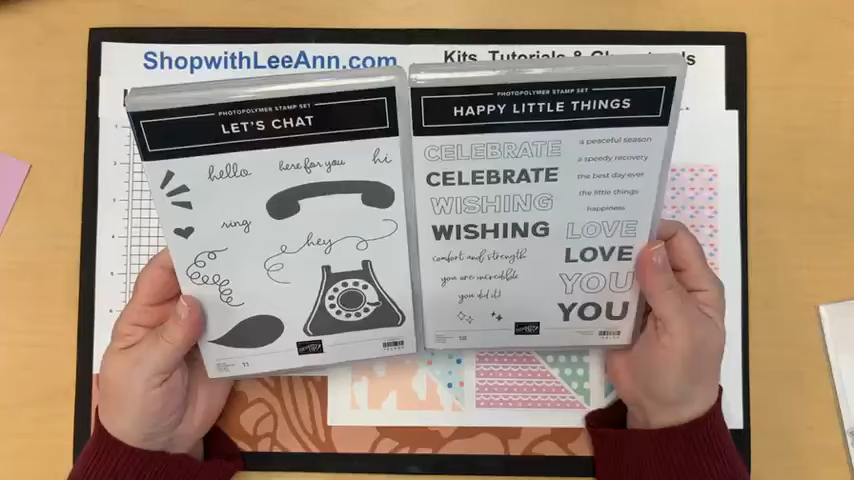 ShopwithLeeAnn.com
Kits, Tutorials &
PHOTOPOLYMER STAMP SET
LET'S CHAT
hello
here for you
hi
ring
hey
11
PHOTOPOLYMER STAMP SET
HAPPY LITTLE THINGS
CELEBRATE
CELEBRATE
WISHING
WISHING
comfort and strength
you are incredible
you did it!
a peaceful season
a speedy recovery
the best day ever
the little things
happiness
LOVE
LOVE
YOU
YOU